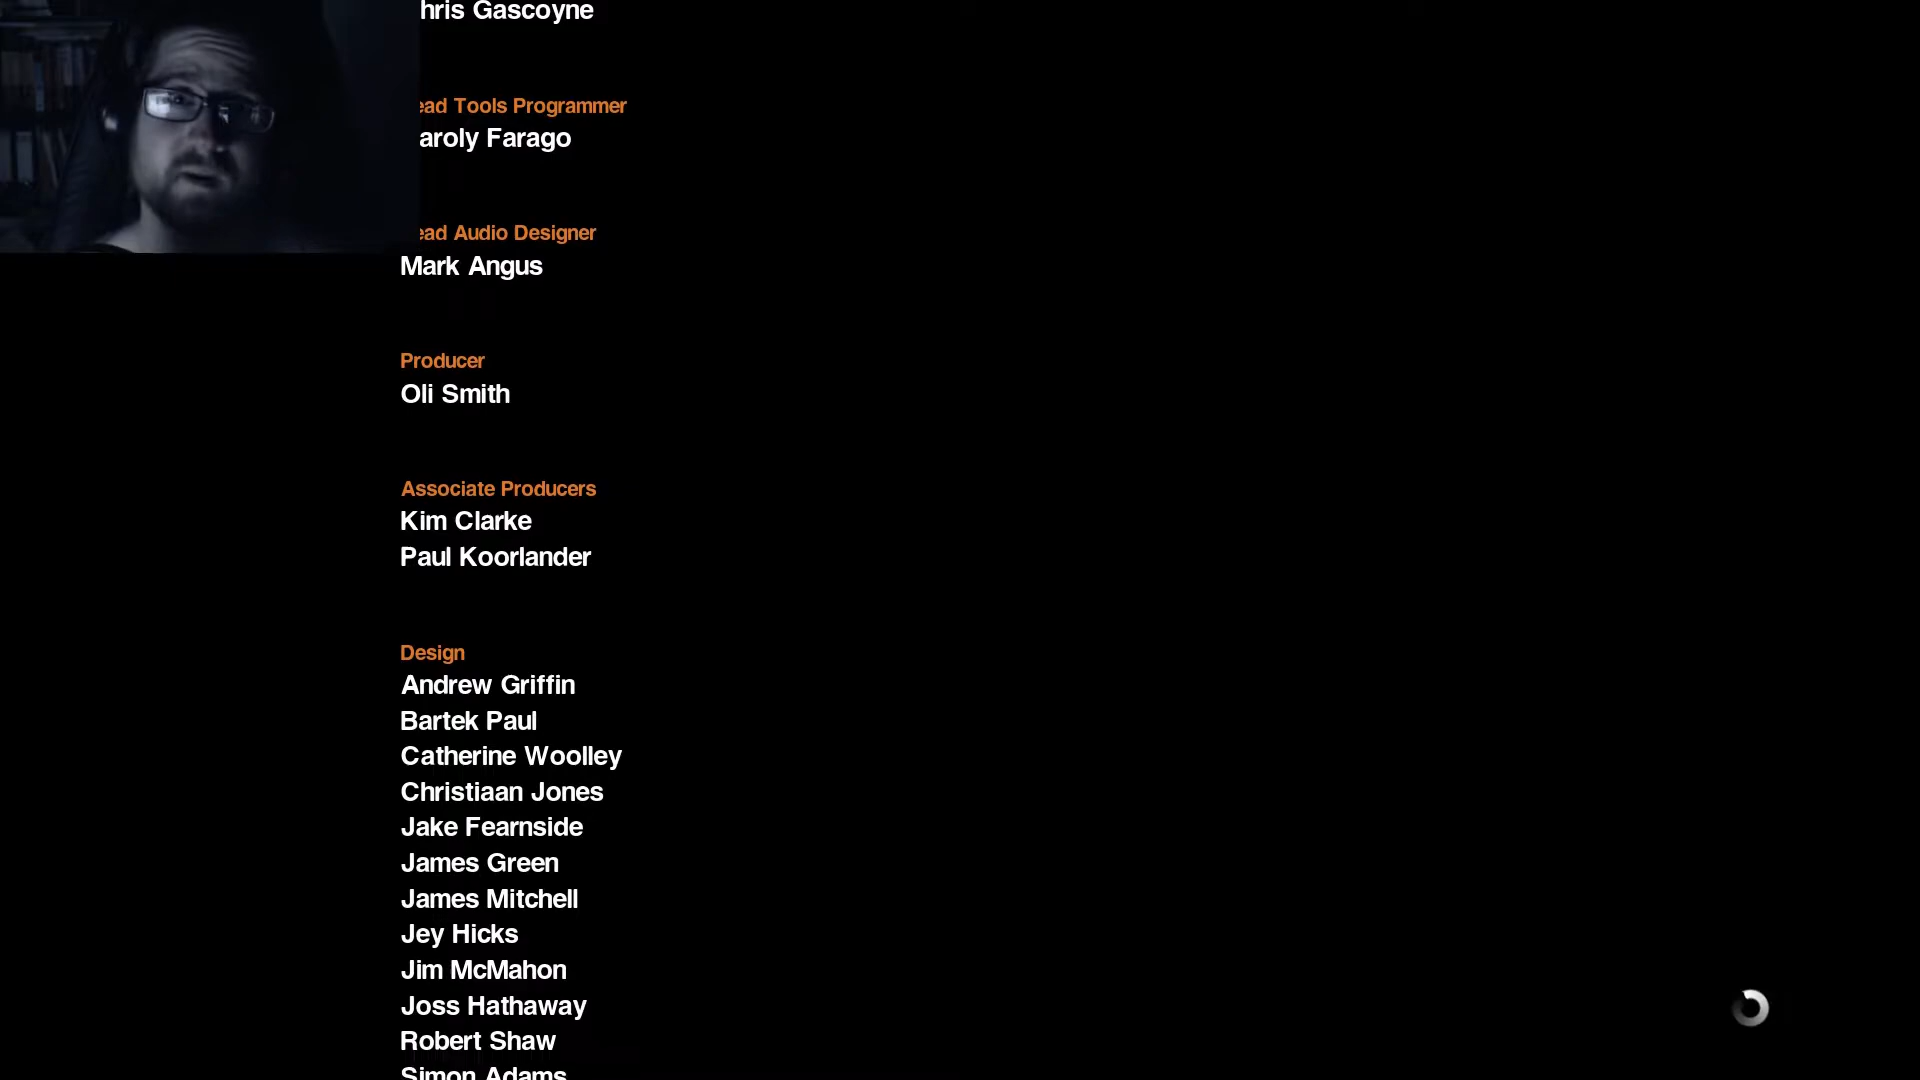 hris Gascoyne
ead Tools Programmer
aroly Farago
ead Audio Designer
Mark Angus
Producer
Oli Smith
Associate Producers
Kim Clarke
Paul Koorlander
Design
Andrew Griffin
Bartek Paul
Catherine Woolley
Christiaan Jones
Jake Fearnside
James Green
James Mitchell
Jey Hicks
Jim McMahon
Joss Hathaway
Robert Shaw
Simon Adams